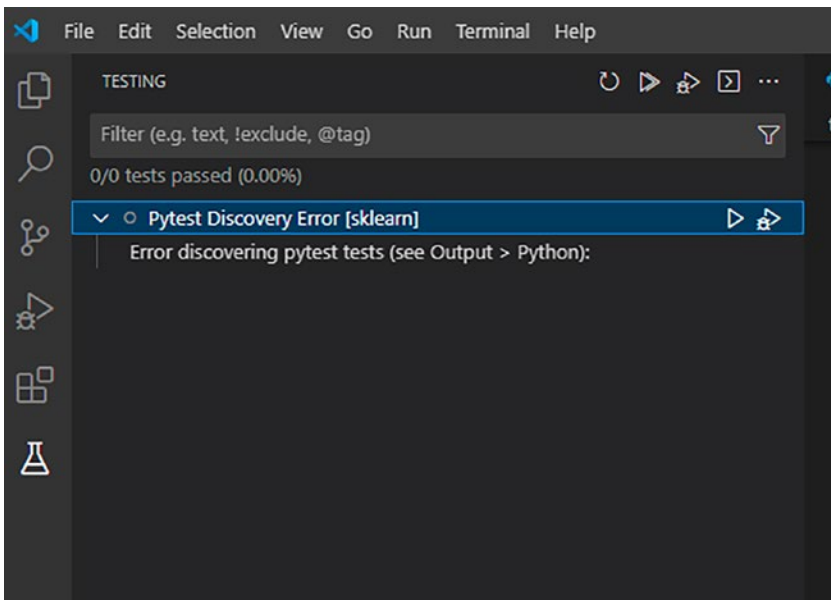 File Edit Selection View Go Run Terminal Help
TESTING
Filter (e.g. text, !exclude, @tag)
0/0 tests passed (0.00%)
Pytest Discovery Error [sklearn]
Error discovering pytest tests (see Output > Python):